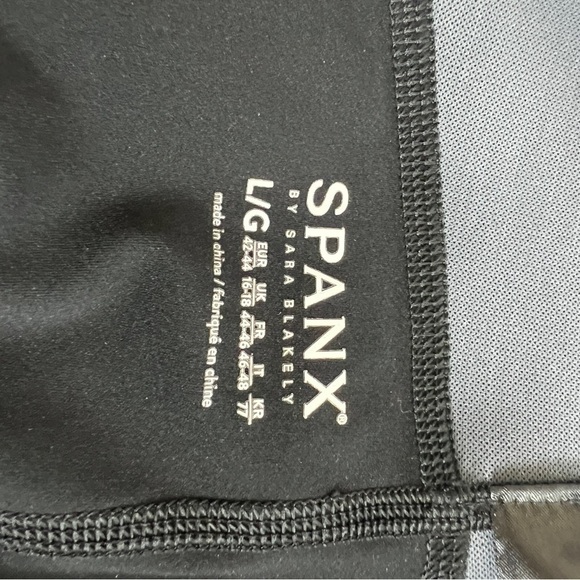 SPANX®
BY SARA BLAKELY
L/G EUR UK FR IT KR
42-44 16-18 44-46 46-48 77
made in china / fabriqué en chine